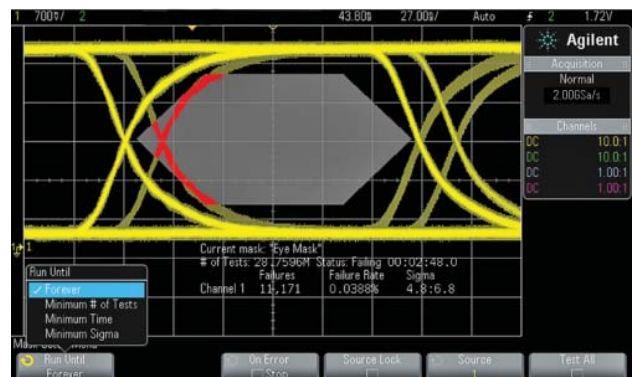 1 700▽/ 2 43.80▽ 27.00▽/ Auto 2 1.72V
Agilent
Acquisition
Normal
2.00GSa/s
Channels
DC 10.0:1
DC 10.0:1
DC 1.00:1
DC 1.00:1
1
Current mask: "Eye Mask"
# of Tests: 28.7596M Status: Failing 00:02:48.0
Failures Failure Rate Sigma
Channel 1 11,171 0.0388% 4.8:6.8
Run Until
Forever
Minimum # of Tests
Minimum Time
Minimum Sigma
Run Until
Forever
On Error
Stop
Source Lock
Source
1
Test All